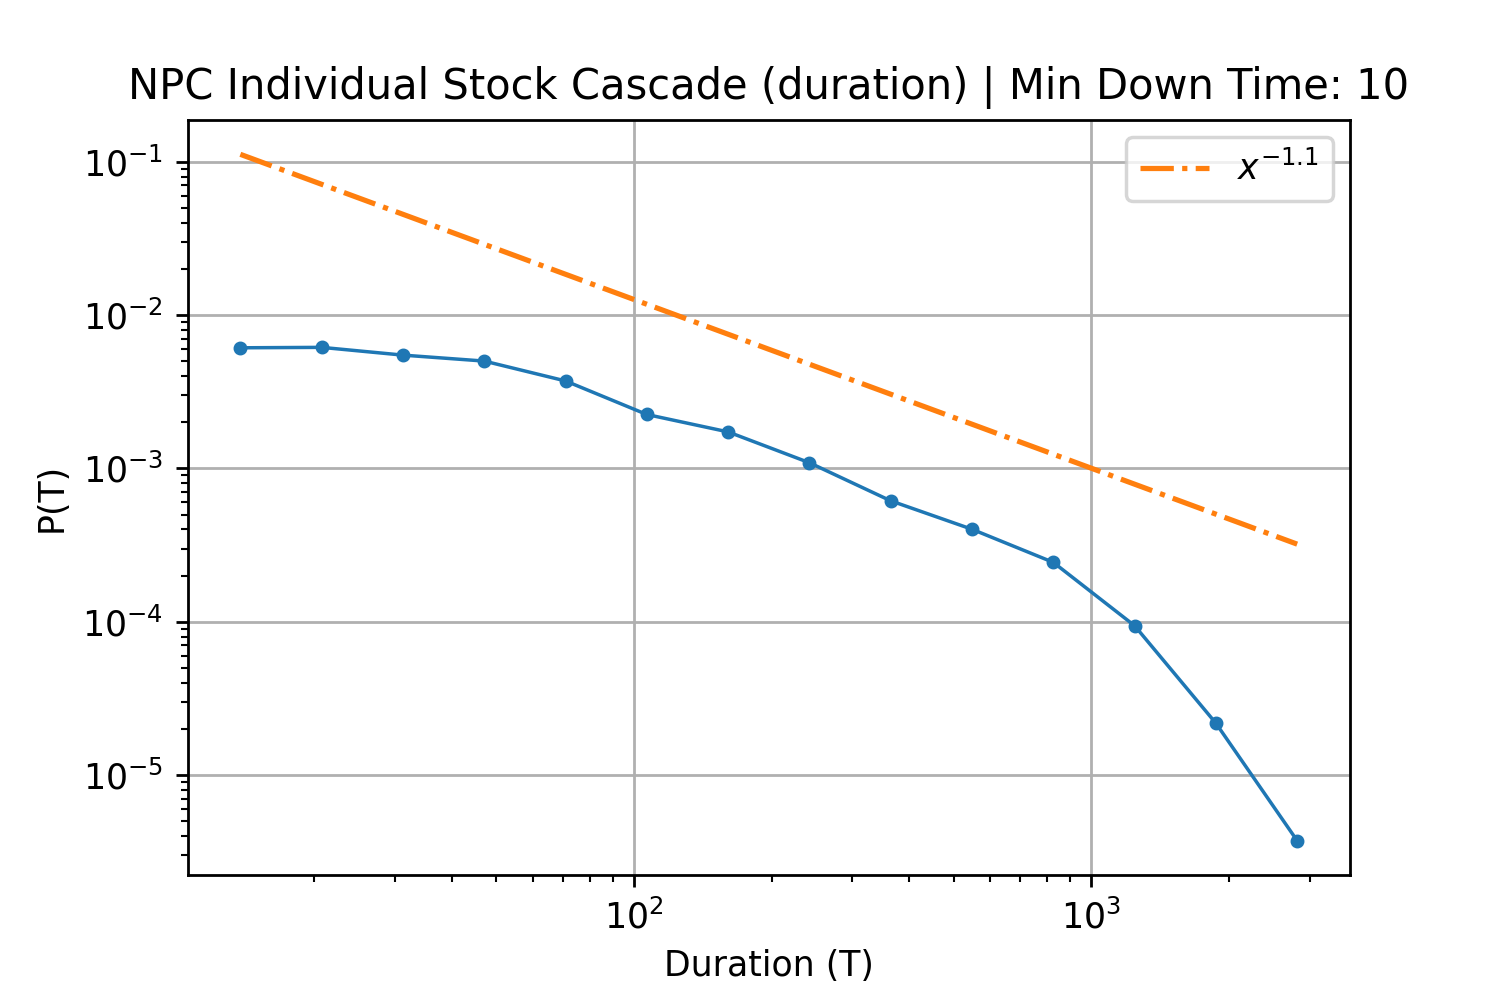 NPC Individual Stock Cascade (duration) | Min Down Time: 10
x^{-1.1}
10^{-1}
10^{-2}
10^{-3}
10^{-4}
10^{-5}
P(T)
10^2
10^3
Duration (T)